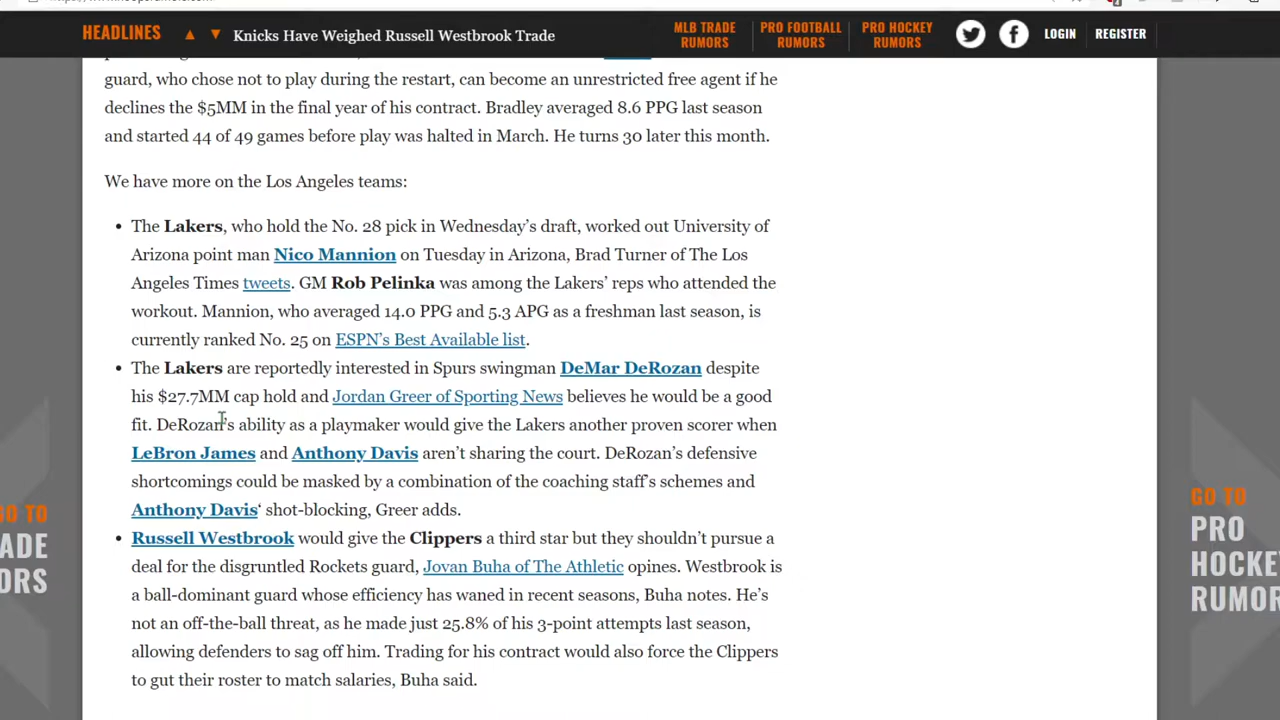 HEADLINES
Knicks Have Weighed Russell Westbrook Trade
MLB TRADE
RUMORS
PRO FOOTBALL
RUMORS
PRO HOCKEY
RUMORS
LOGIN
REGISTER
guard, who chose not to play during the restart, can become an unrestricted free agent if he
declines the $5MM in the final year of his contract. Bradley averaged 8.6 PPG last season
and started 44 of 49 games before play was halted in March. He turns 30 later this month.
We have more on the Los Angeles teams:
• The Lakers, who hold the No. 28 pick in Wednesday’s draft, worked out University of
Arizona point man Nico Mannion on Tuesday in Arizona, Brad Turner of The Los
Angeles Times tweets. GM Rob Pelinka was among the Lakers’ reps who attended the
workout. Mannion, who averaged 14.0 PPG and 5.3 APG as a freshman last season, is
currently ranked No. 25 on ESPN’s Best Available list.
• The Lakers are reportedly interested in Spurs swingman DeMar DeRozan despite
his $27.7MM cap hold and Jordan Greer of Sporting News believes he would be a good
fit. DeRozan’s ability as a playmaker would give the Lakers another proven scorer when
LeBron James and Anthony Davis aren’t sharing the court. DeRozan’s defensive
shortcomings could be masked by a combination of the coaching staff’s schemes and
Anthony Davis‘ shot-blocking, Greer adds.
• Russell Westbrook would give the Clippers a third star but they shouldn’t pursue a
deal for the disgruntled Rockets guard, Jovan Buha of The Athletic opines. Westbrook is
a ball-dominant guard whose efficiency has waned in recent seasons, Buha notes. He’s
not an off-the-ball threat, as he made just 25.8% of his 3-point attempts last season,
allowing defenders to sag off him. Trading for his contract would also force the Clippers
to gut their roster to match salaries, Buha said.
GO TO
PRO